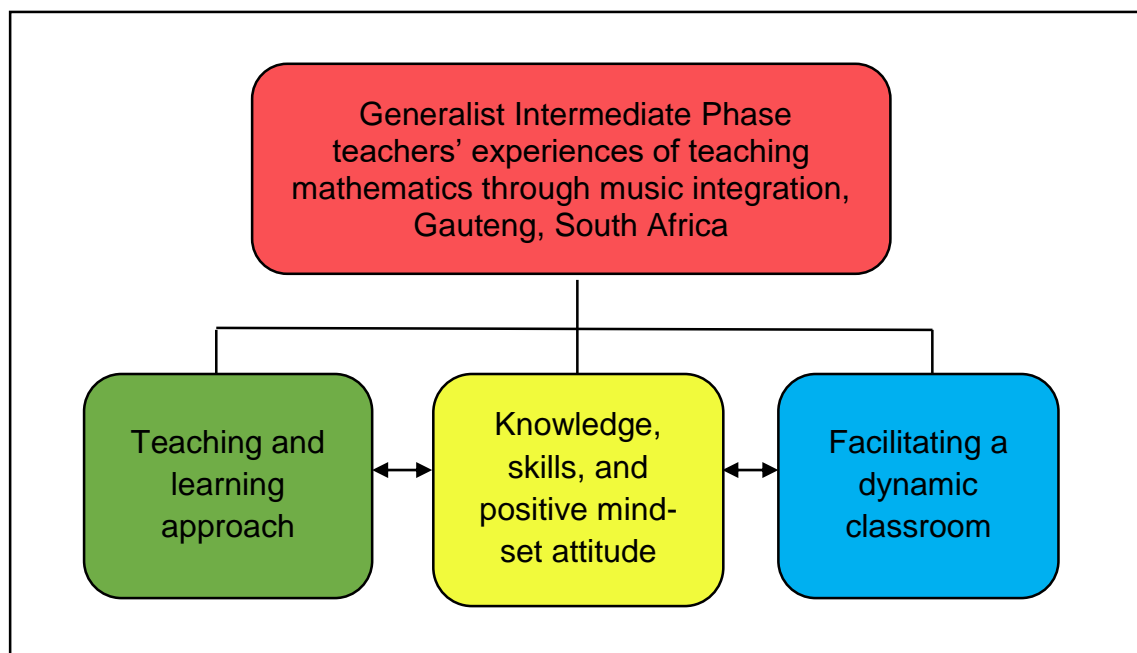 Generalist Intermediate Phase
teachers’ experiences of teaching
mathematics through music integration,
Gauteng, South Africa
Teaching and
learning
approach
Knowledge,
skills, and
positive mind-
set attitude
Facilitating a
dynamic
classroom